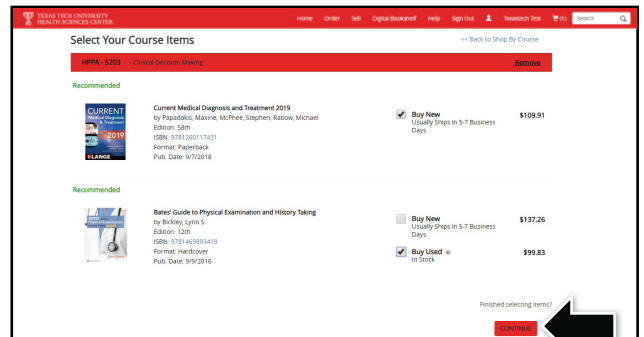 TEXAS TECH UNIVERSITY
HEALTH SCIENCES CENTER.
Home Order Sell Digital Bookshelf Help Sign Out Texastech Test (1) Search
Select Your Course Items
<< Back to Shop By Course
HPPA - 5203 - Clinical Decision Making
Remove
Recommended
CURRENT
Medical Diagnosis
& Treatment
2019
LANGE
Current Medical Diagnosis and Treatment 2019
by Papadakis, Maxine; McPhee, Stephen; Rabow, Michael
Edition: 58th
ISBN: 9781260117431
Format: Paperback
Pub. Date: 9/7/2018
Buy New $109.91
Usually Ships in 5-7 Business
Days
Recommended
Bates' Guide to Physical Examination and History Taking
by Bickley, Lynn S.
Edition: 12th
ISBN: 9781469893419
Format: Hardcover
Pub. Date: 9/9/2016
Buy New $137.26
Usually Ships in 5-7 Business
Days
Buy Used $99.83
In Stock
Finished selecting items?
CONTINUE